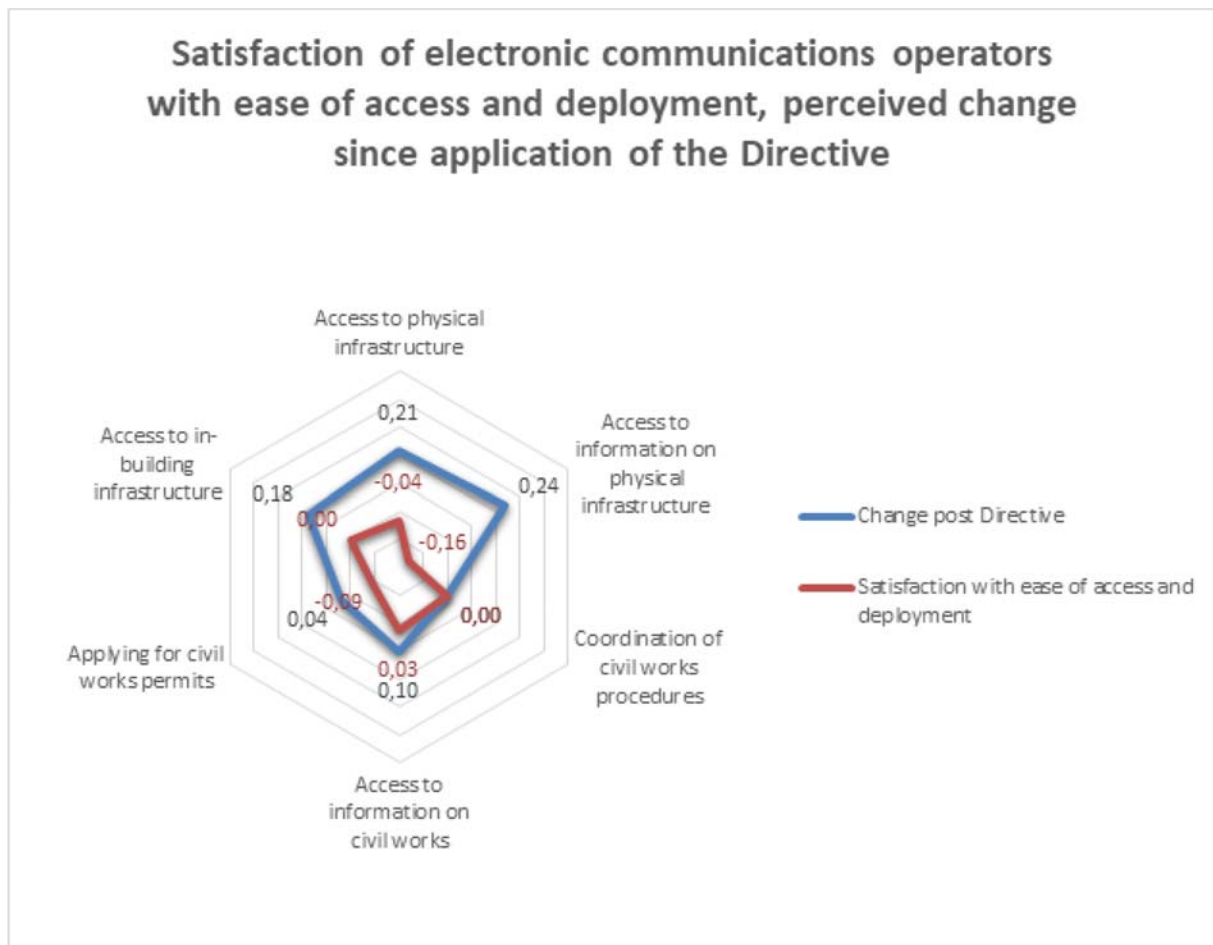 Satisfaction of electronic communications operators
with ease of access and deployment, perceived change
since application of the Directive
Access to physical
infrastructure
0,21
-0,04
Access to
information on
physical
infrastructure
0,24
-0,16
Coordination of
civil works
procedures
0,00
Access to
information on
civil works
0,03
0,10
Applying for civil
works permits
-0,09
0,04
Access to in-
building
infrastructure
0,18
0,00
Change post Directive
Satisfaction with ease of access and
deployment